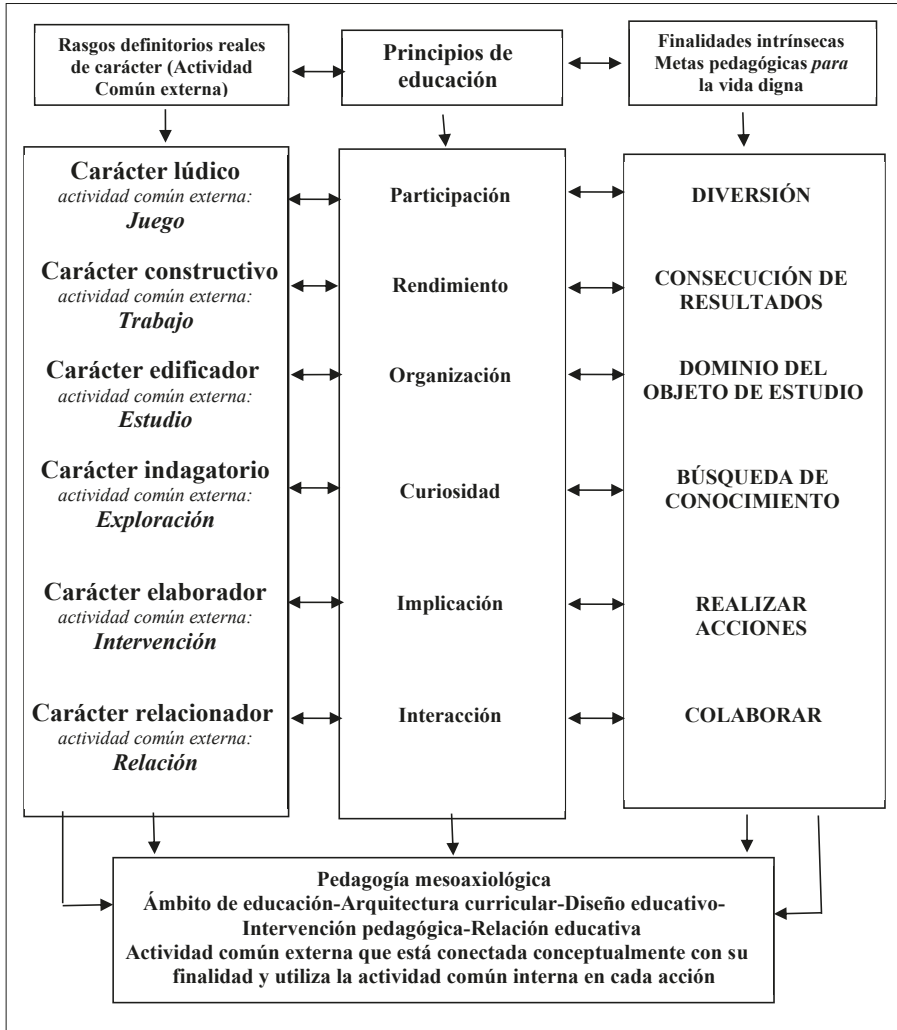 Rasgos definitorios reales
de carácter (Actividad
Común externa)
Principios de
educación
Finalidades intrínsecas
Metas pedagógicas para
la vida digna
Carácter lúdico
actividad común externa:
Juego
Participación
DIVERSIÓN
Carácter constructivo
actividad común externa:
Trabajo
Rendimiento
CONSECUCIÓN DE
RESULTADOS
Carácter edificador
actividad común externa:
Estudio
Organización
DOMINIO DEL
OBJETO DE ESTUDIO
Carácter indagatorio
actividad común externa:
Exploración
Curiosidad
BÚSQUEDA DE
CONOCIMIENTO
Carácter elaborador
actividad común externa:
Intervención
Implicación
REALIZAR
ACCIONES
Carácter relacionador
actividad común externa:
Relación
Interacción
COLABORAR
Pedagogía mesoaxiológica
Ámbito de educación-Arquitectura curricular-Diseño educativo-
Intervención pedagógica-Relación educativa
Actividad común externa que está conectada conceptualmente con su
finalidad y utiliza la actividad común interna en cada acción